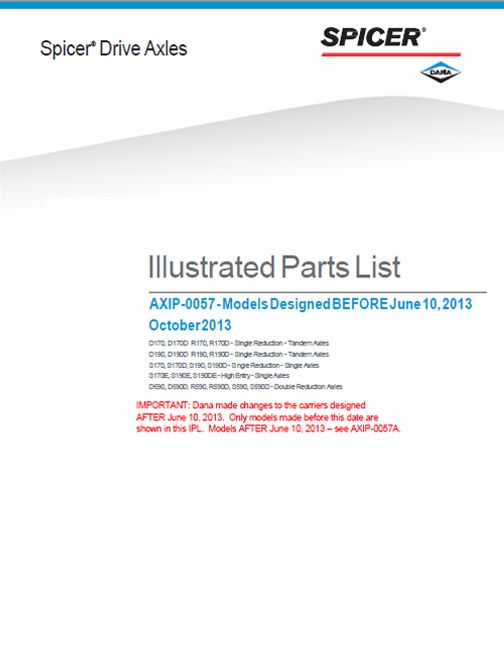 Spicer® Drive Axles
SPICER®
DANA
Illustrated Parts List
AXIP-0057 - Models Designed BEFORE June 10, 2013
October 2013
D170, D170D R170, R170D - Single Reduction - Tandem Axles
D190, D190D R190, R190D - Single Reduction - Tandem Axles
S170, S170D, S190, S190D - Single Reduction - Single Axles
S170E, S190E, S190DE - High Entry - Single Axles
D590, D590D R590, R590D, S590, S590D - Double Reduction Axles
IMPORTANT: Dana made changes to the carriers designed
AFTER June 10, 2013. Only models made before this date are
shown in this IPL. Models AFTER June 10, 2013 – see AXIP-0057A.